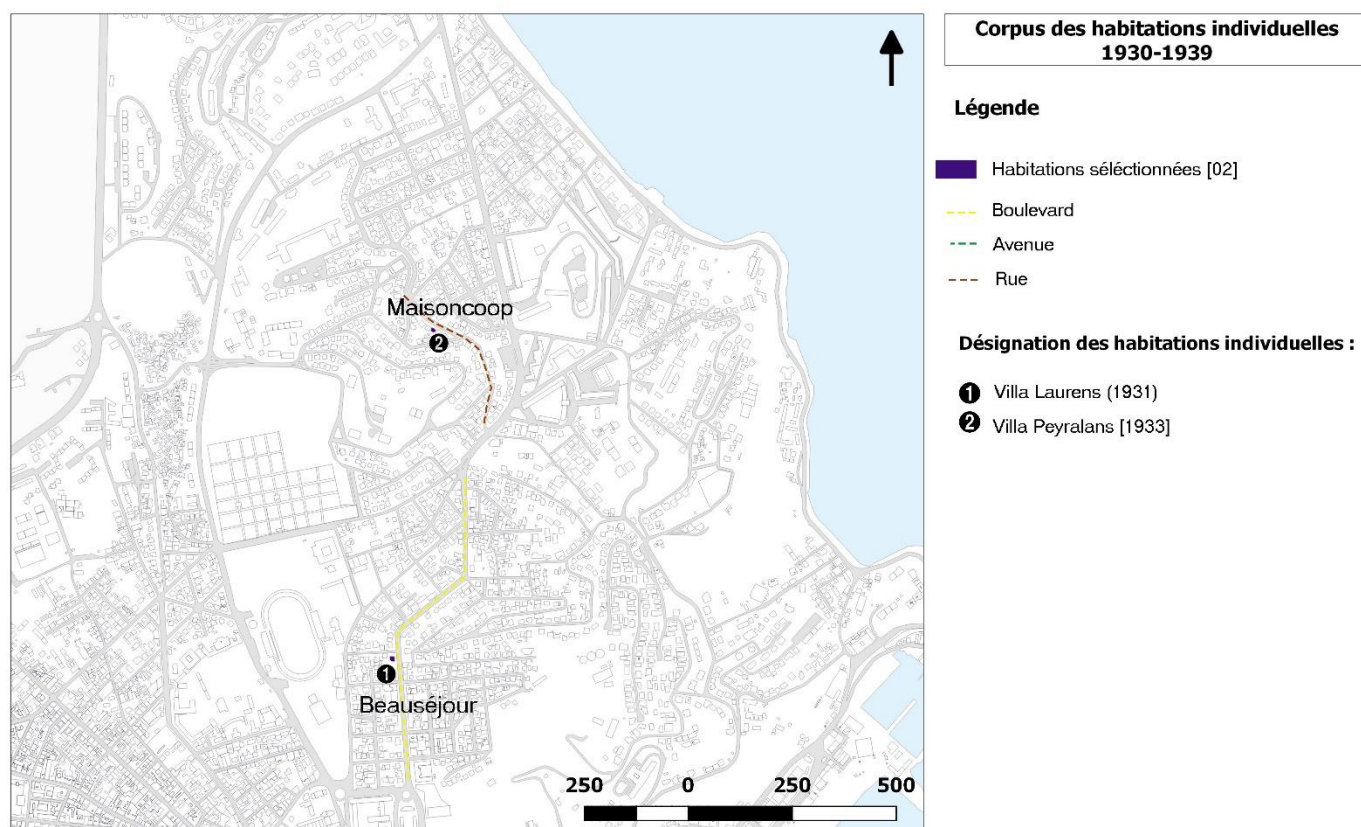 Corpus des habitations individuelles
1930-1939
Légende
Habitations séléctionnées [02]
Boulevard
Avenue
Rue
Désignation des habitations individuelles :
1 Villa Laurens (1931)
2 Villa Peyralans [1933]
Maisoncoop
2
1
Beauséjour
250 0 250 500